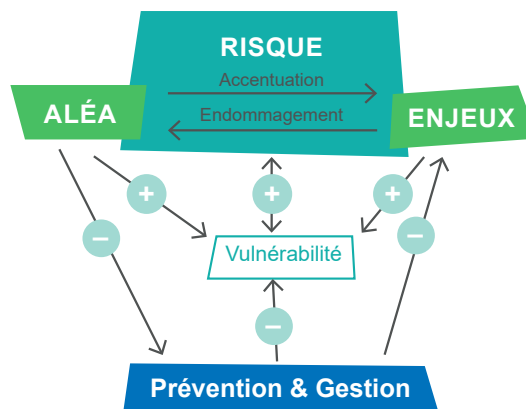 RISQUE
Accentuation
ALÉA
Endommagement
ENJEUX
+
+
+
–
–
Vulnérabilité
–
Prévention & Gestion